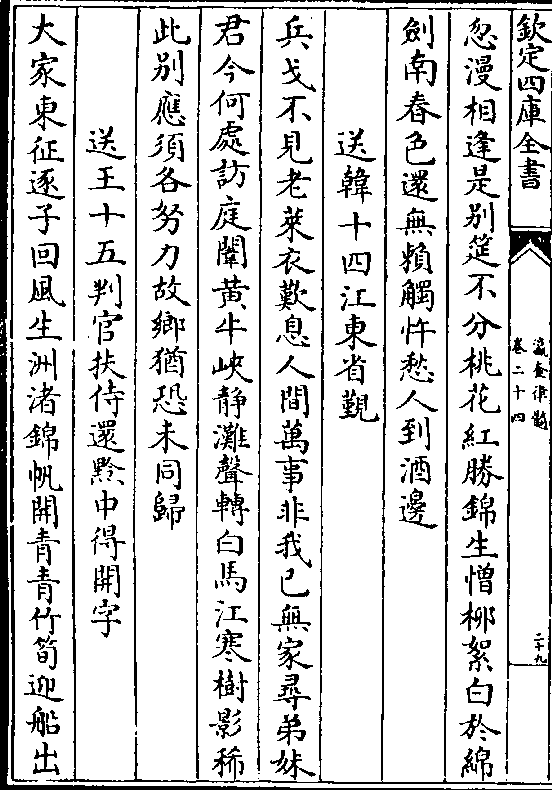 欽定四庫全書
瀛奎律髓
卷二十四
二十九
忽漫相逢是別筵不分桃花紅勝錦生憎栁絮白於綿
劍南春色還無頼觸忤愁人到酒邊
送韓十四江東省覲
兵戈不見老萊衣歎息人間萬事非我已無家尋弟妹
君今何處訪庭闈黄牛峽静灘聲轉白馬江寒樹影稀
此别應須各努力故鄉猶恐未同歸
送王十五判官扶侍還黔中得開字
大家東征逐子回風生洲渚錦帆開青青竹筍迎船出